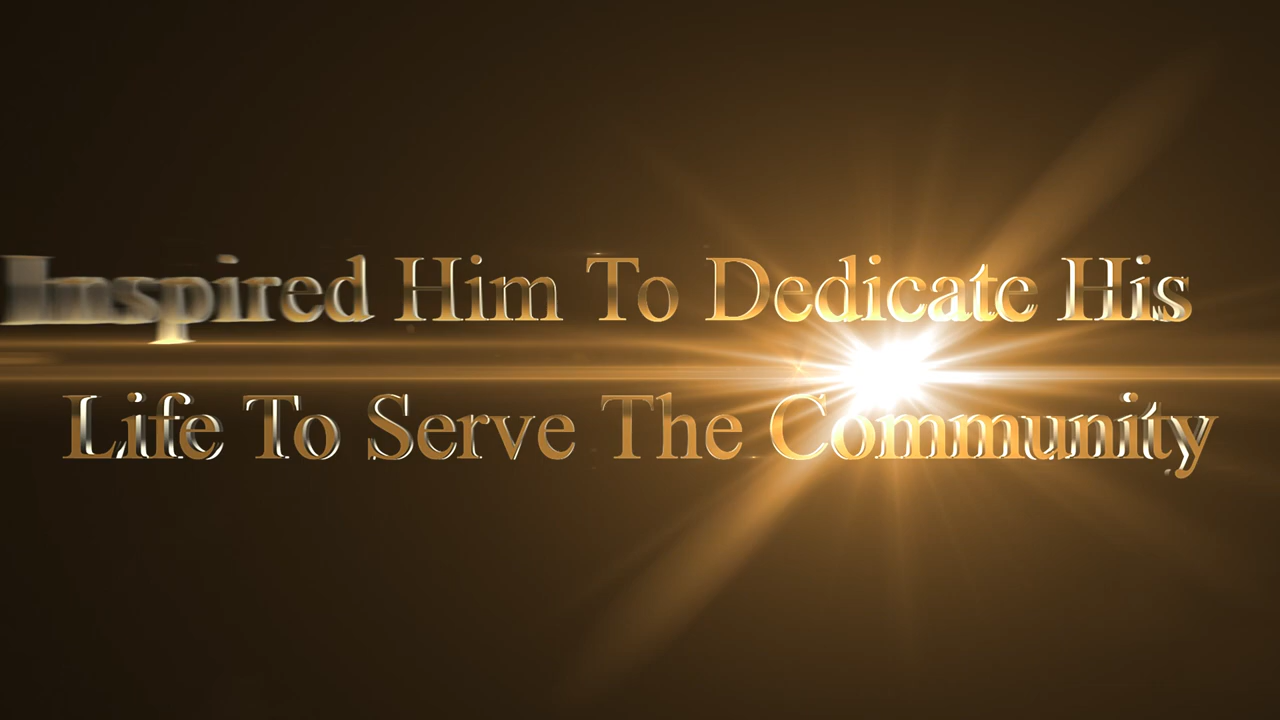 Inspired Him To Dedicate His
Life To Serve The Community